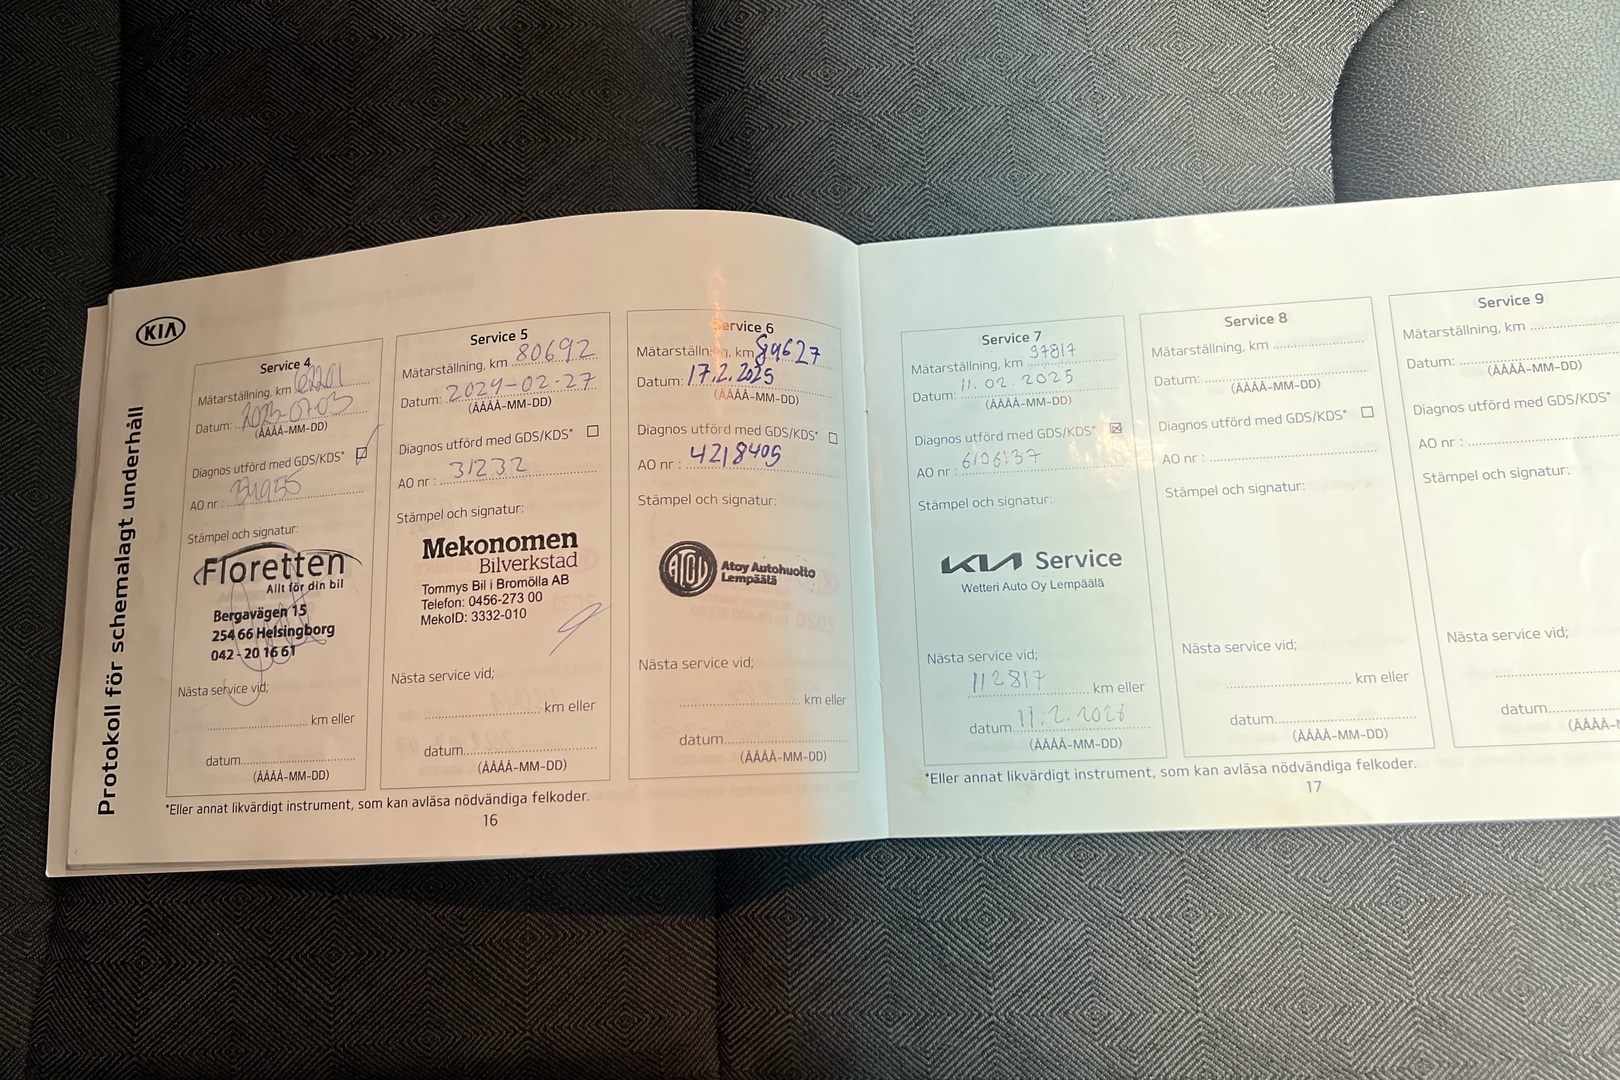 KIA
Protokoll för schemalagt underhåll
Service 4
Mätarställning, km
Datum: 2023-07-03
(ÅÅÅÅ-MM-DD)
Diagnos utförd med GDS/KDS*
AO nr :
Stämpel och signatur:
Floretten
Allt för din bil
Bergavägen 15
254 66 Helsingborg
042 - 20 16 61
Nästa service vid;
km eller
datum
(ÅÅÅÅ-MM-DD)
Service 5
Mätarställning, km 80692
Datum: 2024-02-27
(ÅÅÅÅ-MM-DD)
Diagnos utförd med GDS/KDS*
AO nr : 31232
Stämpel och signatur:
Mekonomen
Bilverkstad
Tommys Bil i Bromölla AB
Telefon: 0456-273 00
MekoID: 3332-010
Nästa service vid;
km eller
datum
(ÅÅÅÅ-MM-DD)
Service 6
Mätarställning, km 89627
Datum: 17.2.2025
(ÅÅÅÅ-MM-DD)
Diagnos utförd med GDS/KDS*
AO nr : 4218405
Stämpel och signatur:
Atoy Autohuolto
Lempäälä
Nästa service vid;
km eller
datum
(ÅÅÅÅ-MM-DD)
*Eller annat likvärdigt instrument, som kan avläsa nödvändiga felkoder.
16
Service 7
Mätarställning, km 97817
Datum: 11.02.2025
(ÅÅÅÅ-MM-DD)
Diagnos utförd med GDS/KDS*
AO nr : 6106137
Stämpel och signatur:
KIA Service
Wetteri Auto Oy Lempäälä
Nästa service vid;
112817 km eller
datum 11.2.2026
(ÅÅÅÅ-MM-DD)
Service 8
Mätarställning, km
Datum:
(ÅÅÅÅ-MM-DD)
Diagnos utförd med GDS/KDS*
AO nr :
Stämpel och signatur:
Nästa service vid;
km eller
datum
(ÅÅÅÅ-MM-DD)
*Eller annat likvärdigt instrument, som kan avläsa nödvändiga felkoder.
17
Service 9
Mätarställning, km
Datum:
(ÅÅÅÅ-MM-DD)
Diagnos utförd med GDS/KDS*
AO nr :
Stämpel och signatur:
Nästa service vid;
datum